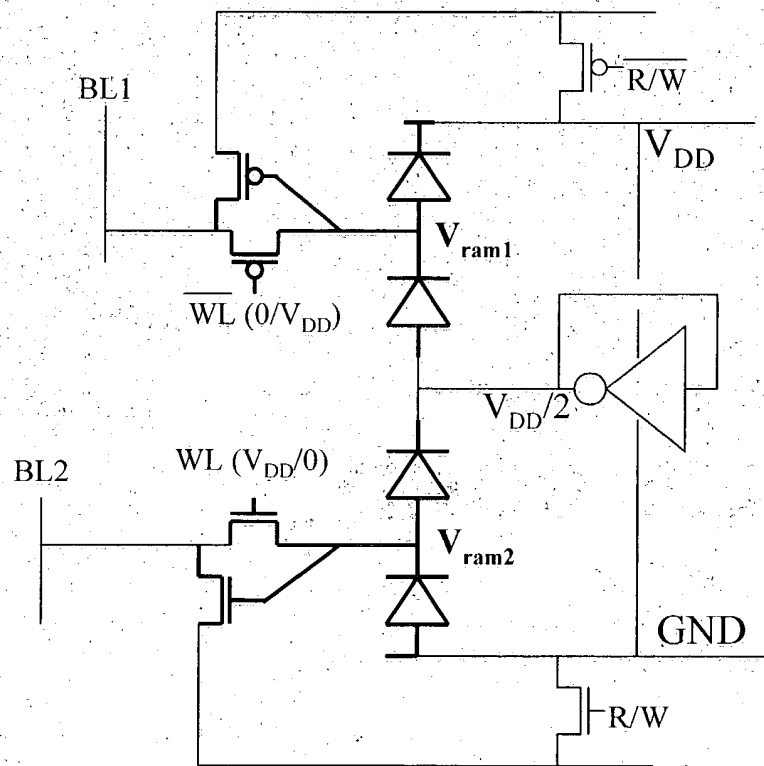 BL1
R/W
V_DD
V_ram1
WL (0/V_DD)
V_DD/2
WL (V_DD/0)
BL2
V_ram2
GND
R/W